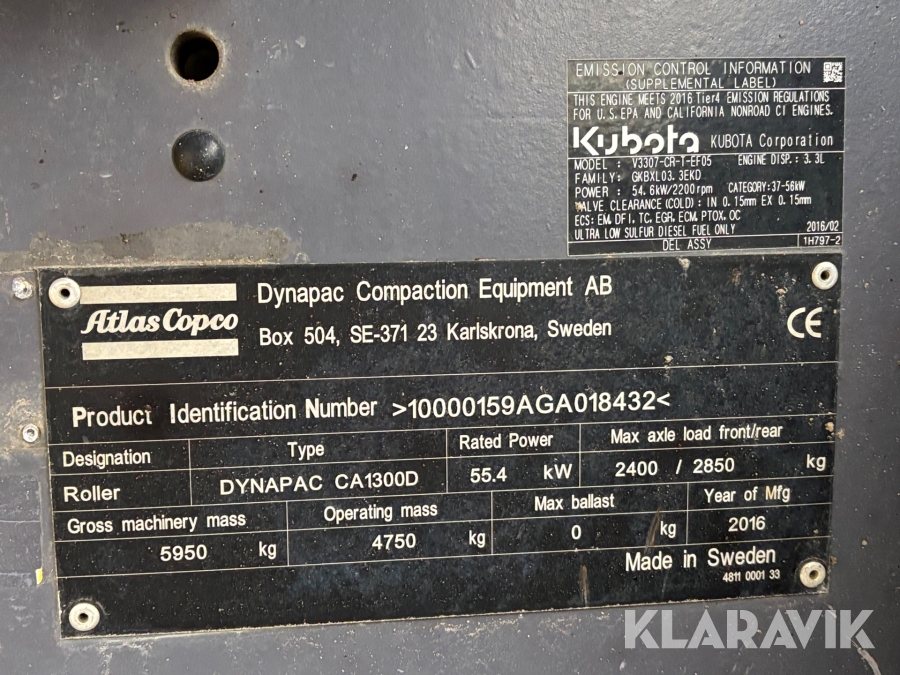 EMISSION CONTROL INFORMATION
(SUPPLEMENTAL LABEL)
THIS ENGINE MEETS 2016 Tier4 EMISSION REGULATIONS
FOR U.S. EPA AND CALIFORNIA NONROAD CI ENGINES.
Kubota KUBOTA Corporation
MODEL : V3307-CR-T-EF05 ENGINE DISP.: 3.3L
FAMILY: GKBXL03.3EKD
POWER : 54.6kW/2200rpm CATEGORY:37-56kW
VALVE CLEARANCE (COLD) : IN 0.15mm EX 0.15mm
ECS: EM, DFI, TC, EGR, ECM, PTOX, OC
ULTRA LOW SULFUR DIESEL FUEL ONLY 2016/02
DEL ASSY 1H797-2
Atlas Copco
Dynapac Compaction Equipment AB
Box 504, SE-371 23 Karlskrona, Sweden
CE
Product Identification Number >10000159AGA018432<
Designation Type Rated Power Max axle load front/rear
Roller DYNAPAC CA1300D 55.4 kW 2400 / 2850 kg
Gross machinery mass Operating mass Max ballast Year of Mfg
5950 kg 4750 kg 0 kg 2016
Made in Sweden
4811 0001 33
KLARAVIK